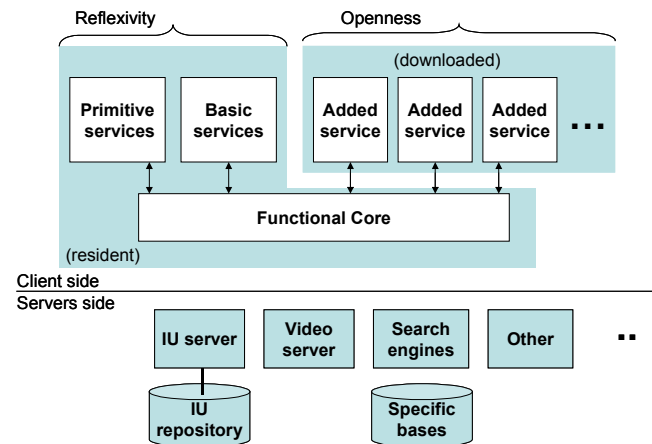 Reflexivity
Openness
(downloaded)
Primitive
services
Basic
services
Added
service
Added
service
Added
service
...
Functional Core
(resident)
Client side
Servers side
IU server
Video
server
Search
engines
Other
..
IU
repository
Specific
bases